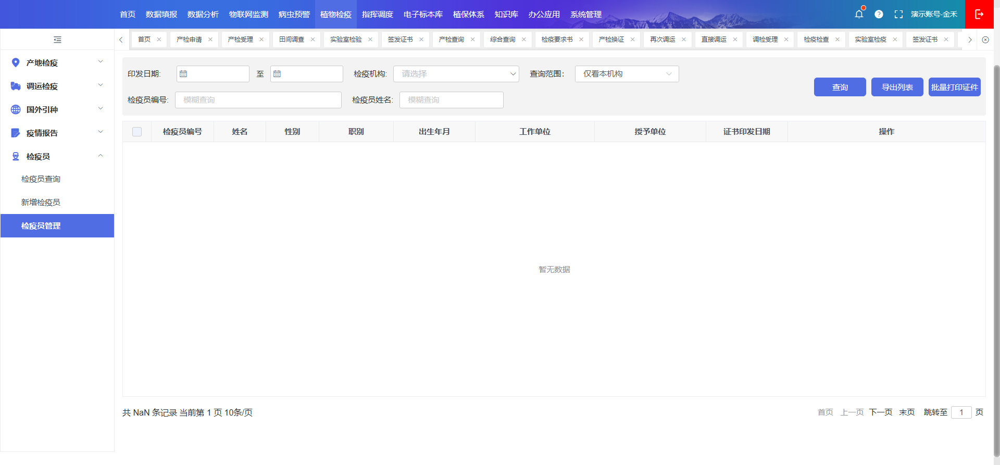 首页 数据填报 数据分析 物联网监测 病虫预警 植物检疫 指挥调度 电子标本库 植保体系 知识库 办公应用 系统管理 演示账号-金禾
首页 产检申请 产检受理 田间调查 实验室检验 签发证书 产检查询 综合查询 检疫要求书 产检换证 再次调运 直接调运 调检受理 检疫检查 实验室检疫 签发证书
产地检疫
调运检疫
国外引种
疫情报告
检疫员
检疫员查询
新增检疫员
检疫员管理
印发日期: 至 检疫机构: 请选择 查询范围: 仅看本机构
检疫员编号: 模糊查询 检疫员姓名: 模糊查询
查询 导出列表 批量打印证件
检疫员编号 姓名 性别 职别 出生年月 工作单位 授予单位 证书印发日期 操作
暂无数据
共 NaN 条记录 当前第 1 页 10条/页 首页 上一页 下一页 末页 跳转至 1 页